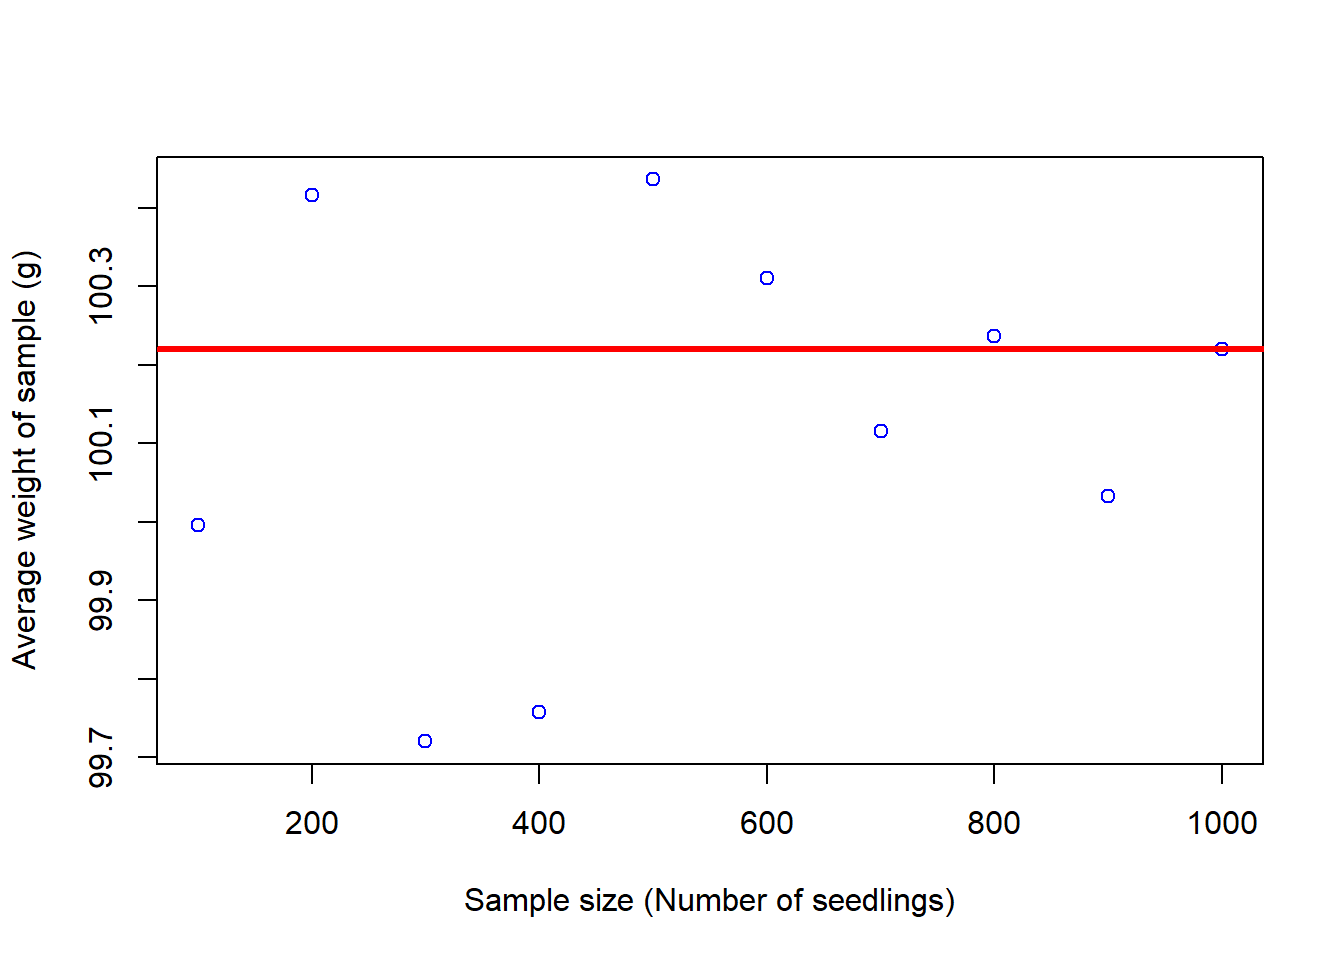 Average weight of sample (g)
100.3
100.1
99.9
99.7
200 400 600 800 1000
Sample size (Number of seedlings)